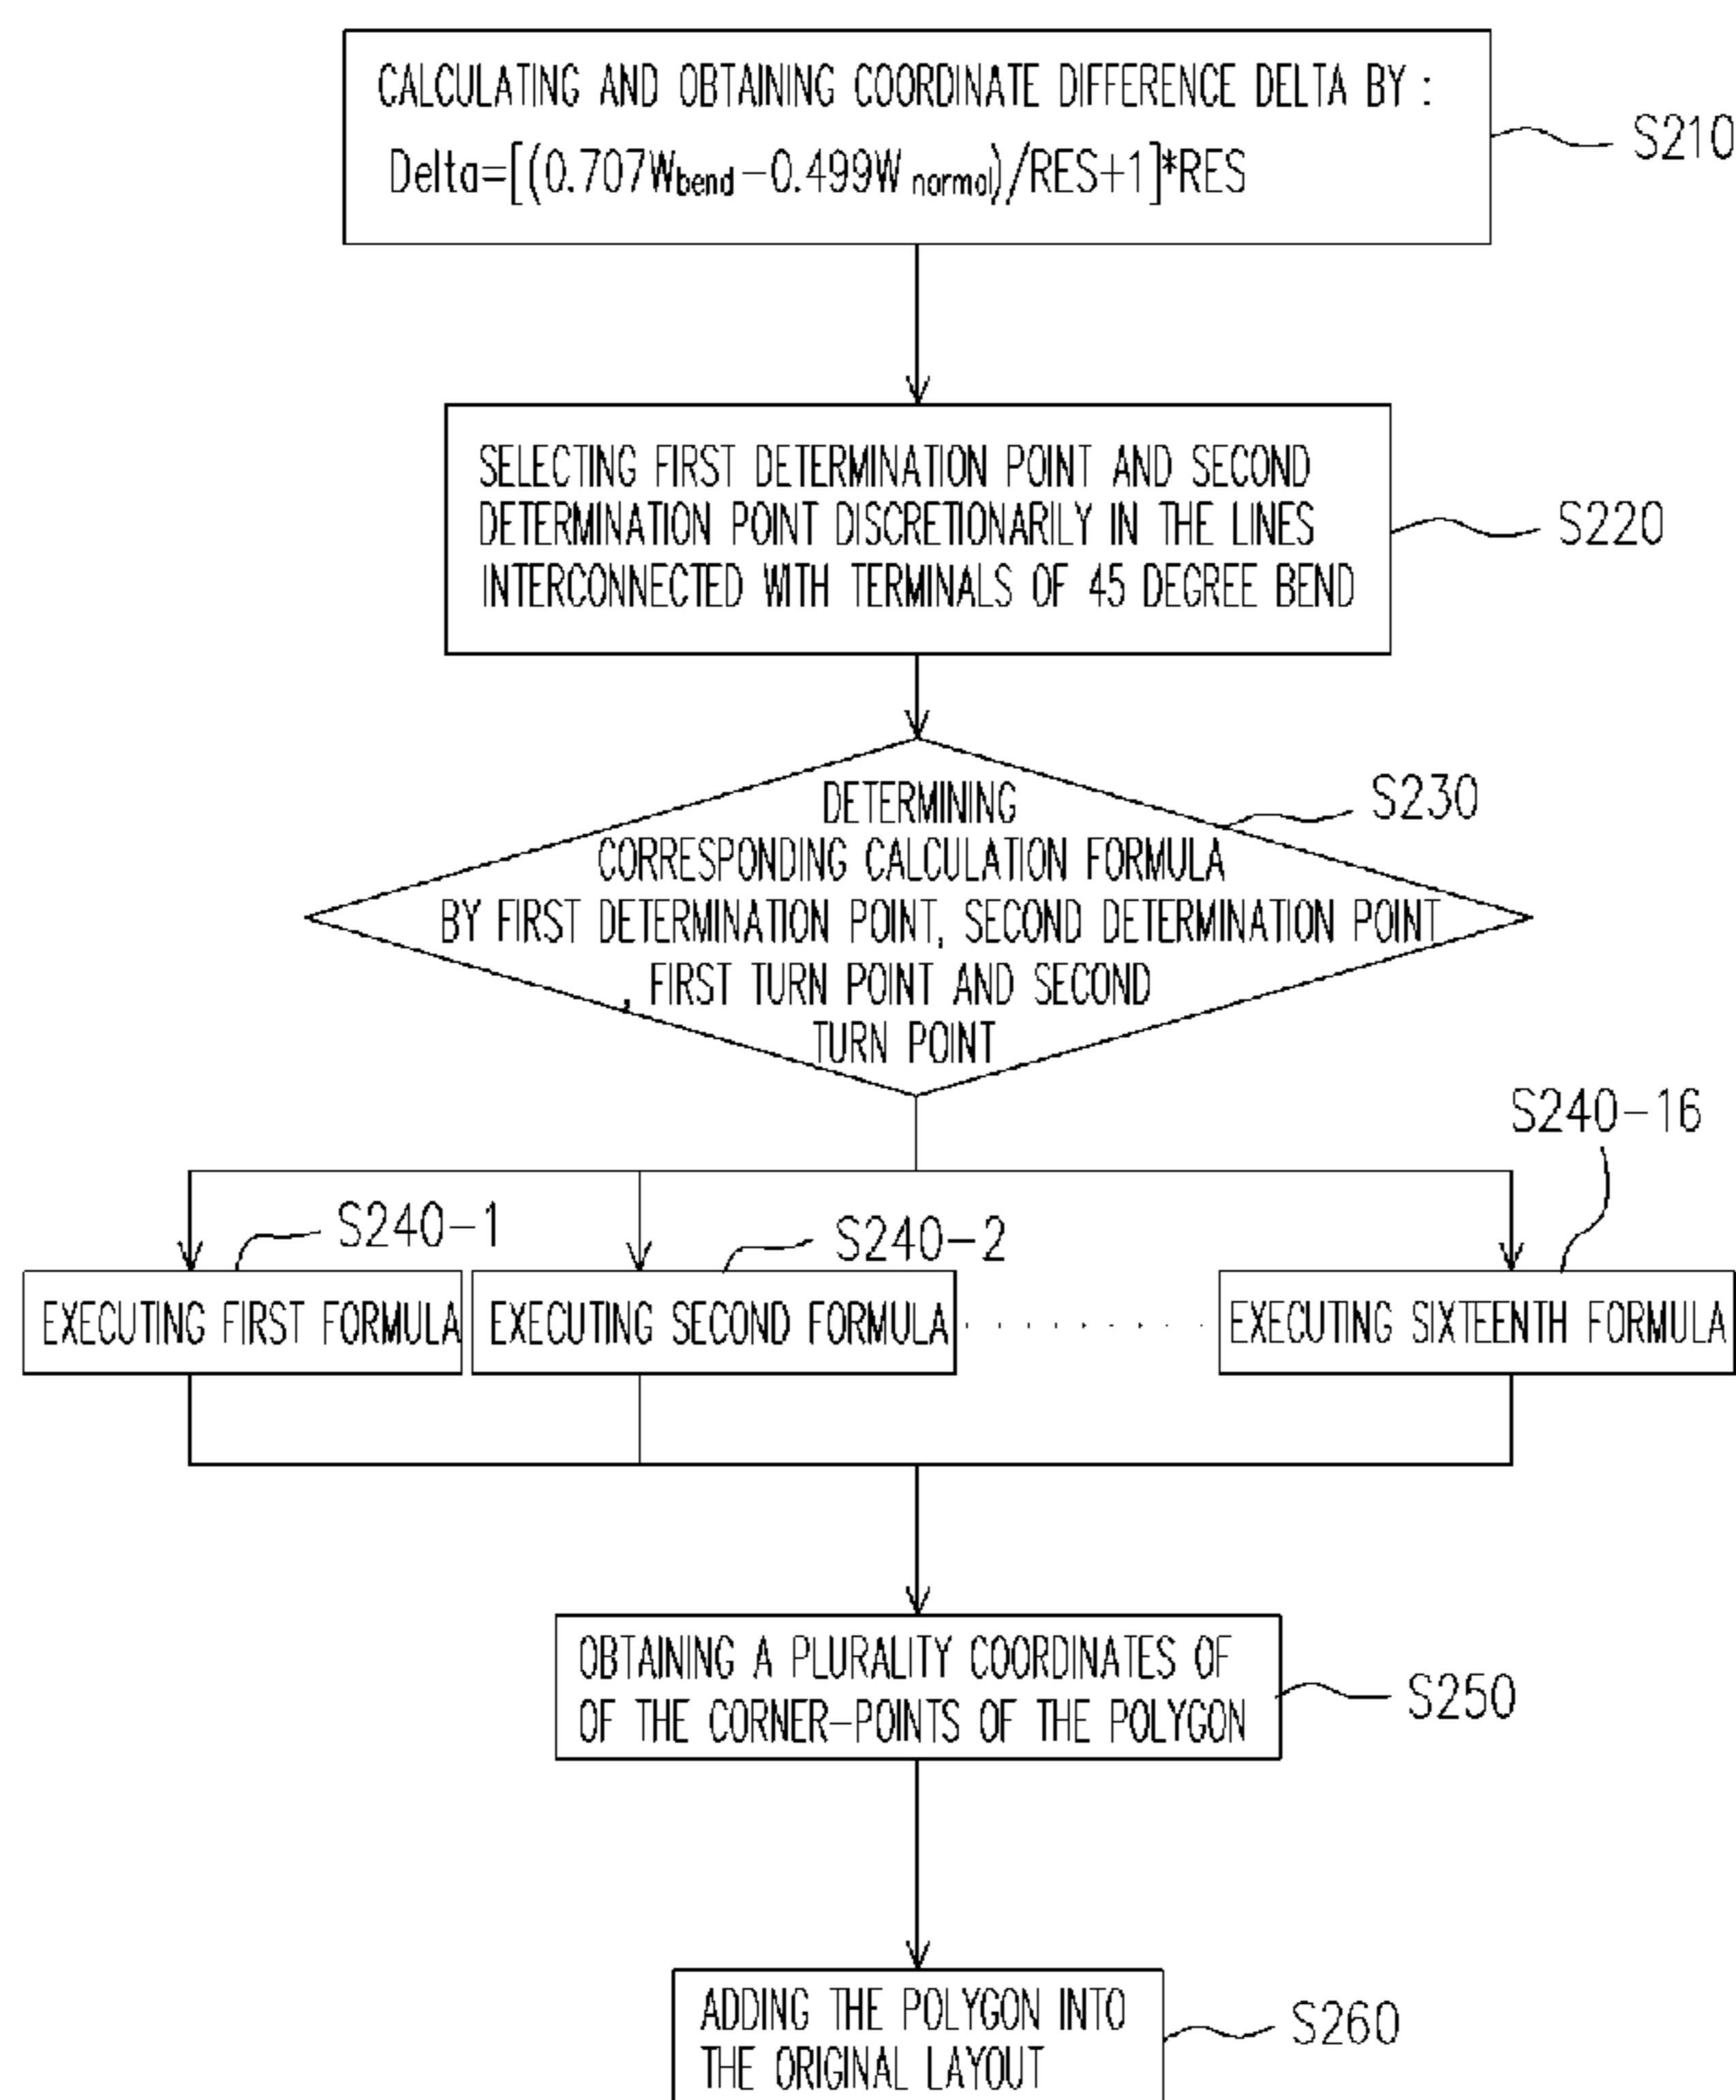 CALCULATING AND OBTAINING COORDINATE DIFFERENCE DELTA BY :
Delta=[(0.707Wbend-0.499W normal)/RES+1]*RES
S210
SELECTING FIRST DETERMINATION POINT AND SECOND
DETERMINATION POINT DISCRETIONARILY IN THE LINES
INTERCONNECTED WITH TERMINALS OF 45 DEGREE BEND
S220
DETERMINING
CORRESPONDING CALCULATION FORMULA
BY FIRST DETERMINATION POINT, SECOND DETERMINATION POINT
, FIRST TURN POINT AND SECOND
TURN POINT
S230
S240-16
S240-1
S240-2
EXECUTING FIRST FORMULA
EXECUTING SECOND FORMULA
. . . . . . . . .
EXECUTING SIXTEENTH FORMULA
OBTAINING A PLURALITY COORDINATES OF
OF THE CORNER-POINTS OF THE POLYGON
S250
ADDING THE POLYGON INTO
THE ORIGINAL LAYOUT
S260